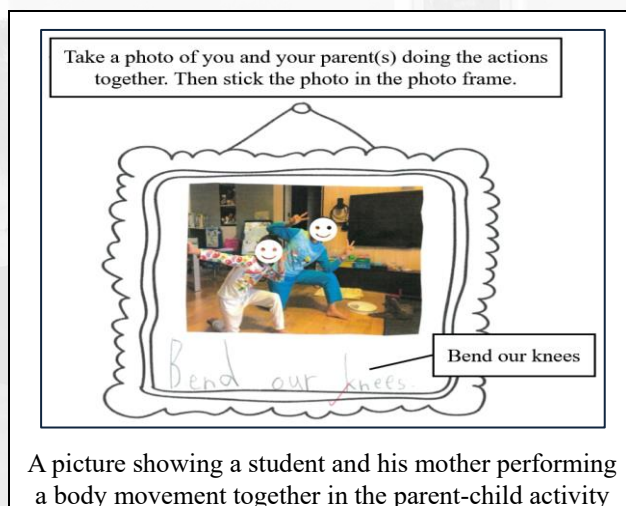 Take a photo of you and your parent(s) doing the actions
together. Then stick the photo in the photo frame.
Bend our knees.
Bend our knees
A picture showing a student and his mother performing
a body movement together in the parent-child activity